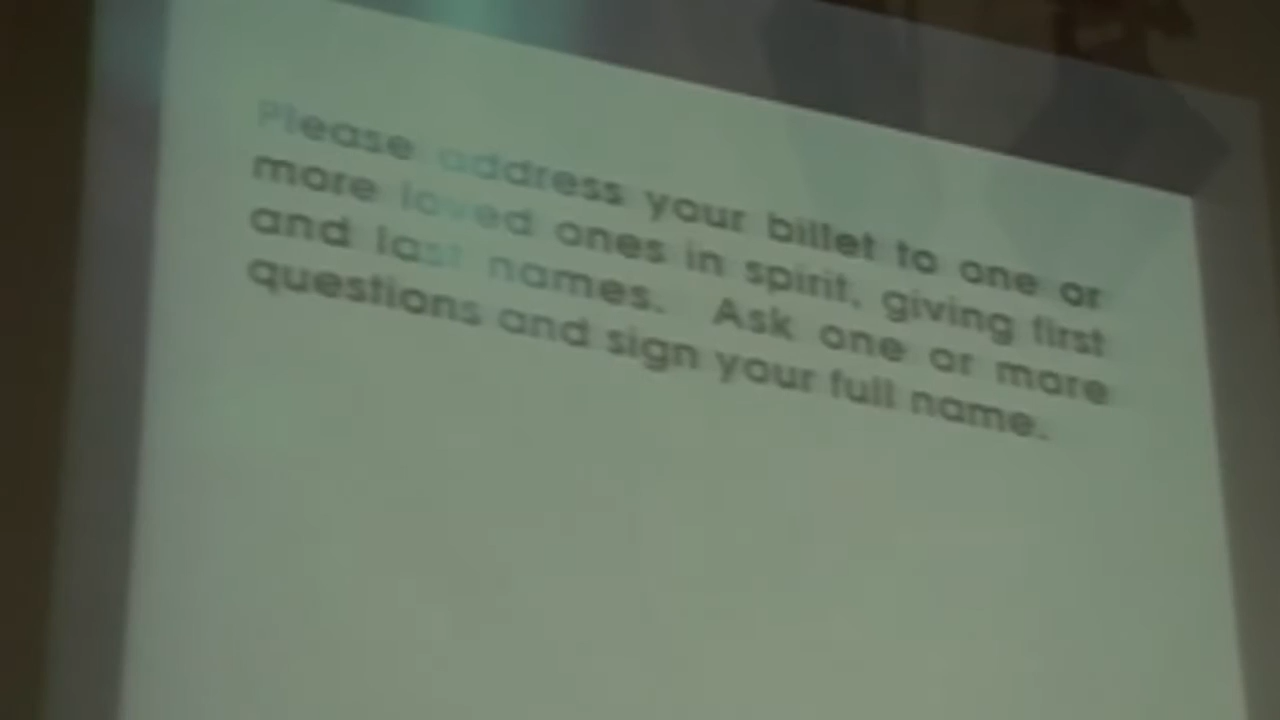 Please address your billet to one or
more loved ones in spirit, giving first
and last names. Ask one or more
questions and sign your full name.